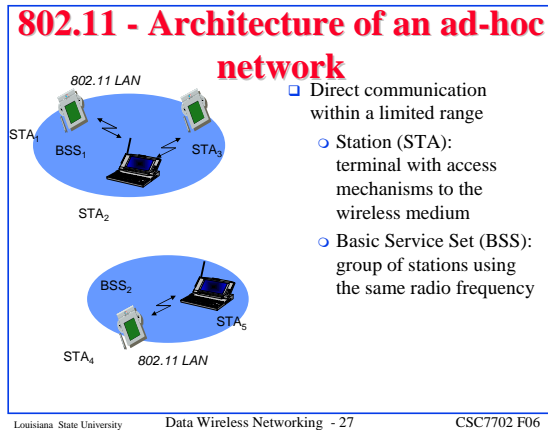 802.11 - Architecture of an ad-hoc
network
802.11 LAN
STA1
BSS1
STA3
STA2
BSS2
STA5
STA4
802.11 LAN
Direct communication
within a limited range
Station (STA):
terminal with access
mechanisms to the
wireless medium
Basic Service Set (BSS):
group of stations using
the same radio frequency
Louisiana State University
Data Wireless Networking - 27
CSC7702 F06